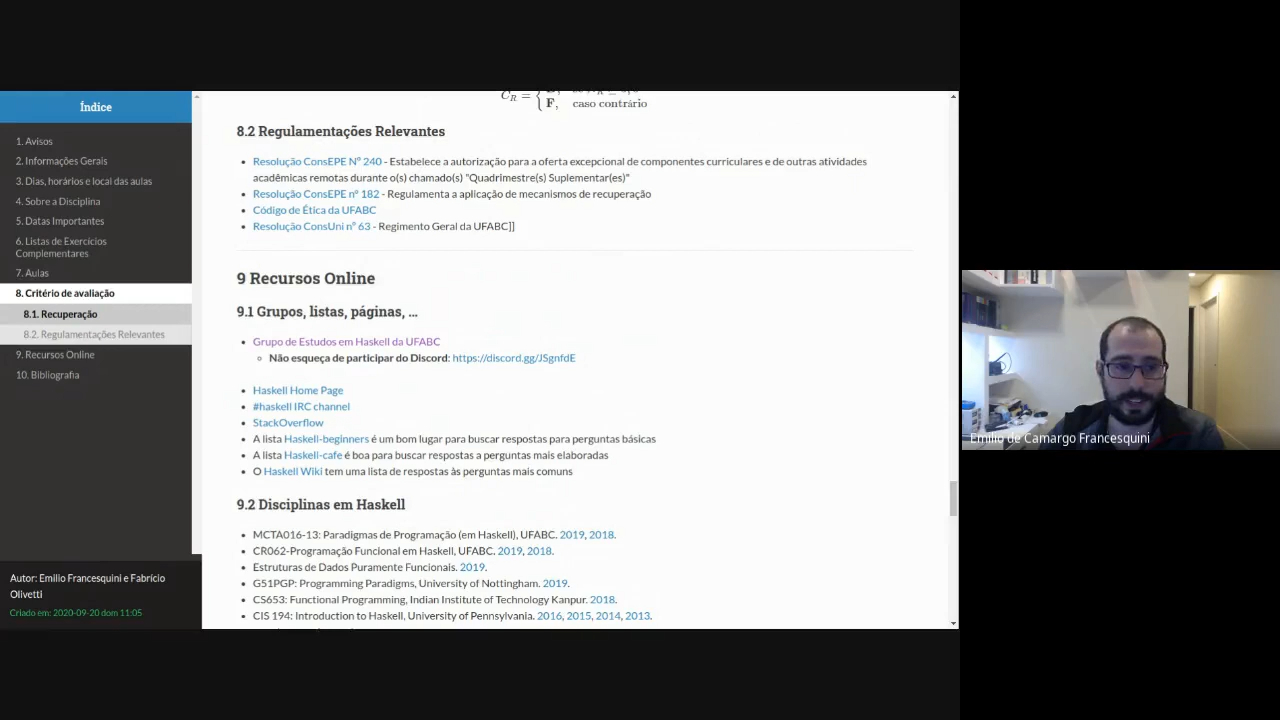 Índice
1. Avisos
2. Informações Gerais
3. Dias, horários e local das aulas
4. Sobre a Disciplina
5. Datas Importantes
6. Listas de Exercícios
Complementares
7. Aulas
8. Critério de avaliação
8.1. Recuperação
8.2. Regulamentações Relevantes
9. Recursos Online
10. Bibliografia
Autor: Emilio Francesquini e Fabrício
Olivetti
Criado em: 2020-09-20 dom 11:05
C_R = {
F, caso contrário
8.2 Regulamentações Relevantes
• Resolução ConsEPE Nº 240 - Estabelece a autorização para a oferta excepcional de componentes curriculares e de outras atividades
acadêmicas remotas durante o(s) chamado(s) "Quadrimestre(s) Suplementar(es)"
• Resolução ConsEPE nº 182 - Regulamenta a aplicação de mecanismos de recuperação
• Código de Ética da UFABC
• Resolução ConsUni nº 63 - Regimento Geral da UFABC]]
9 Recursos Online
9.1 Grupos, listas, páginas, ...
• Grupo de Estudos em Haskell da UFABC
◦ Não esqueça de participar do Discord: https://discord.gg/JSgnfdE
• Haskell Home Page
• #haskell IRC channel
• StackOverflow
• A lista Haskell-beginners é um bom lugar para buscar respostas para perguntas básicas
• A lista Haskell-cafe é boa para buscar respostas a perguntas mais elaboradas
• O Haskell Wiki tem uma lista de respostas às perguntas mais comuns
9.2 Disciplinas em Haskell
• MCTA016-13: Paradigmas de Programação (em Haskell), UFABC. 2019, 2018.
• CR062-Programação Funcional em Haskell, UFABC. 2019, 2018.
• Estruturas de Dados Puramente Funcionais. 2019.
• G51PGP: Programming Paradigms, University of Nottingham. 2019.
• CS653: Functional Programming, Indian Institute of Technology Kanpur. 2018.
• CIS 194: Introduction to Haskell, University of Pennsylvania. 2016, 2015, 2014, 2013.
Emilio de Camargo Francesquini